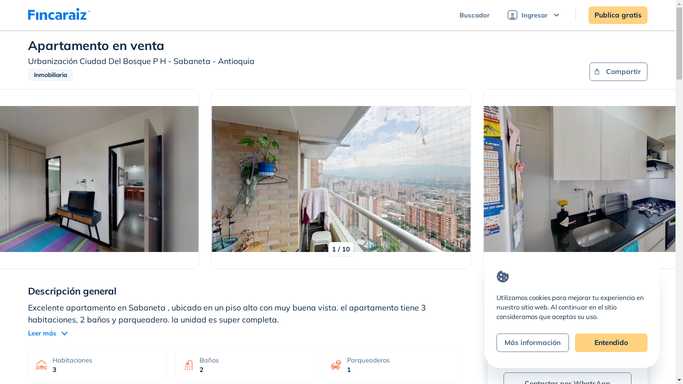 Fincaraiz
Buscador
Ingresar
Publica gratis
Apartamento en venta
Urbanización Ciudad Del Bosque P H - Sabaneta - Antioquia
Inmobiliaria
Compartir
1 / 10
Descripción general
Excelente apartamento en Sabaneta , ubicado en un piso alto con muy buena vista. el apartamento tiene 3
habitaciones, 2 baños y parqueadero. la unidad es super completa.
Leer más
Habitaciones
3
Baños
2
Parqueaderos
1
Utilizamos cookies para mejorar tu experiencia en
nuestro sitio web. Al continuar en el sitio
consideramos que aceptas su uso.
Más información
Entendido
Contactar por WhatsApp